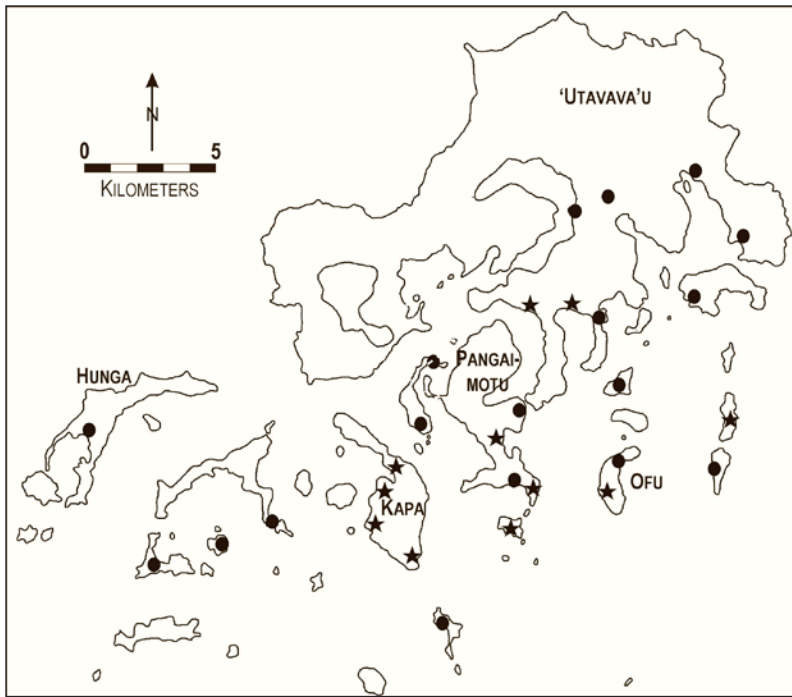 'UTAVAVA'U
N
0 5
KILOMETERS
PANGAI-
MOTU
HUNGA
OFU
KAPA